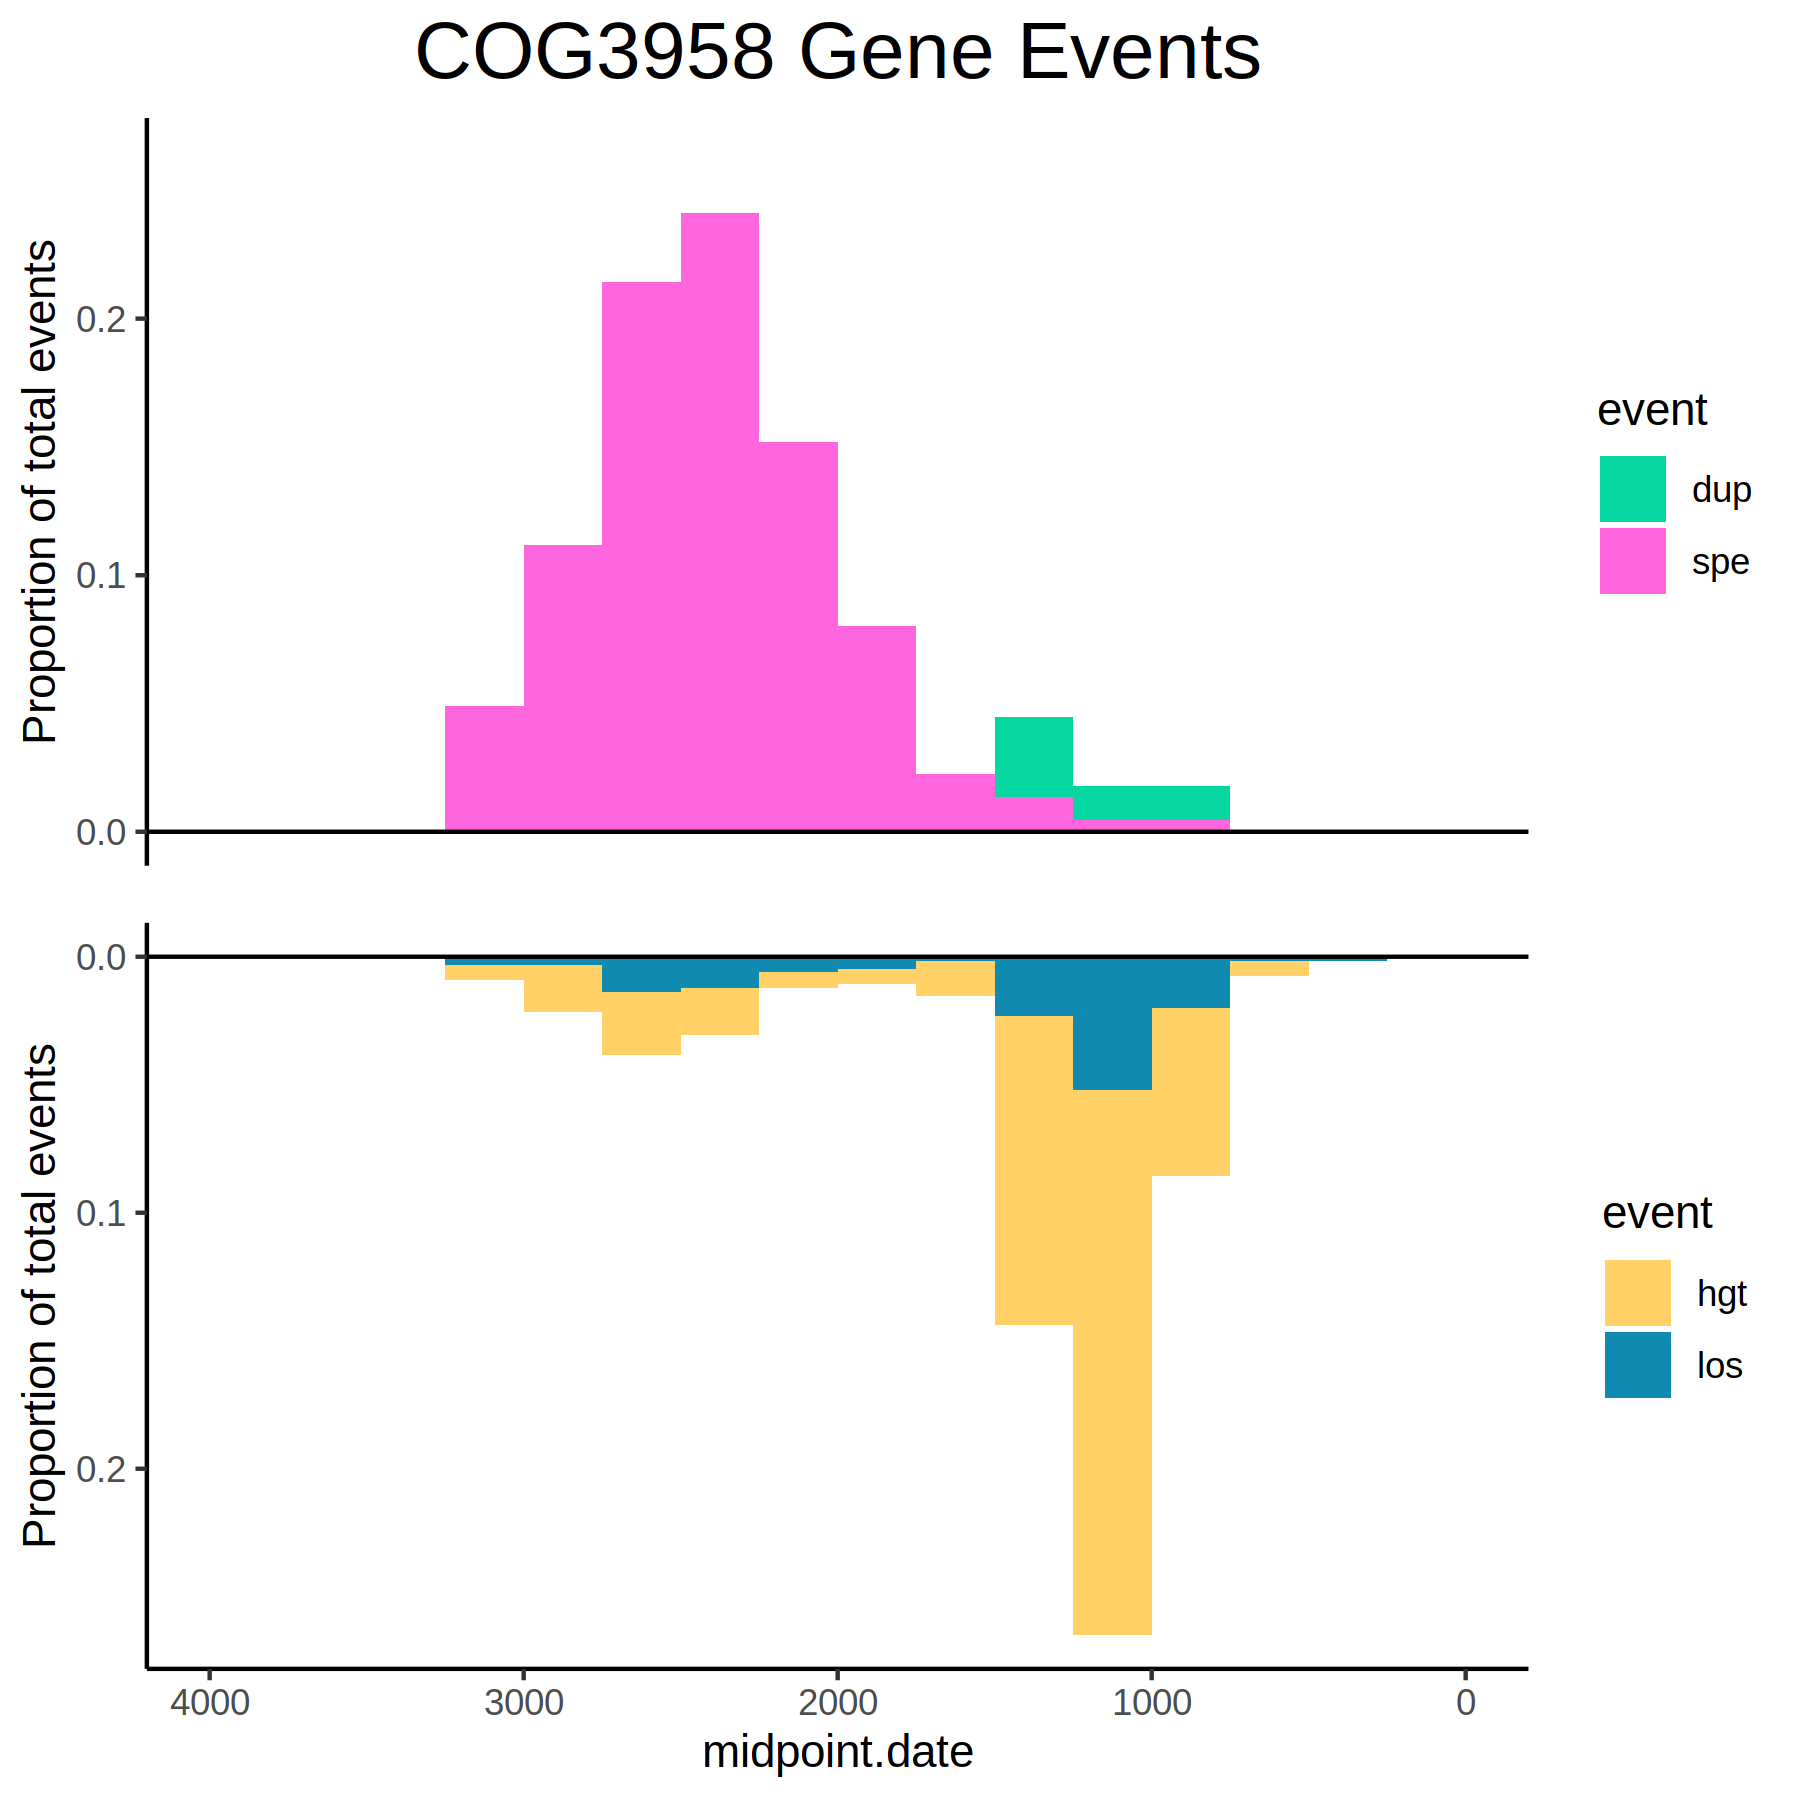 COG3958 Gene Events
Proportion of total events
0.2
0.1
0.0
event
dup
spe
Proportion of total events
0.0
0.1
0.2
event
hgt
los
4000 3000 2000 1000 0
midpoint.date